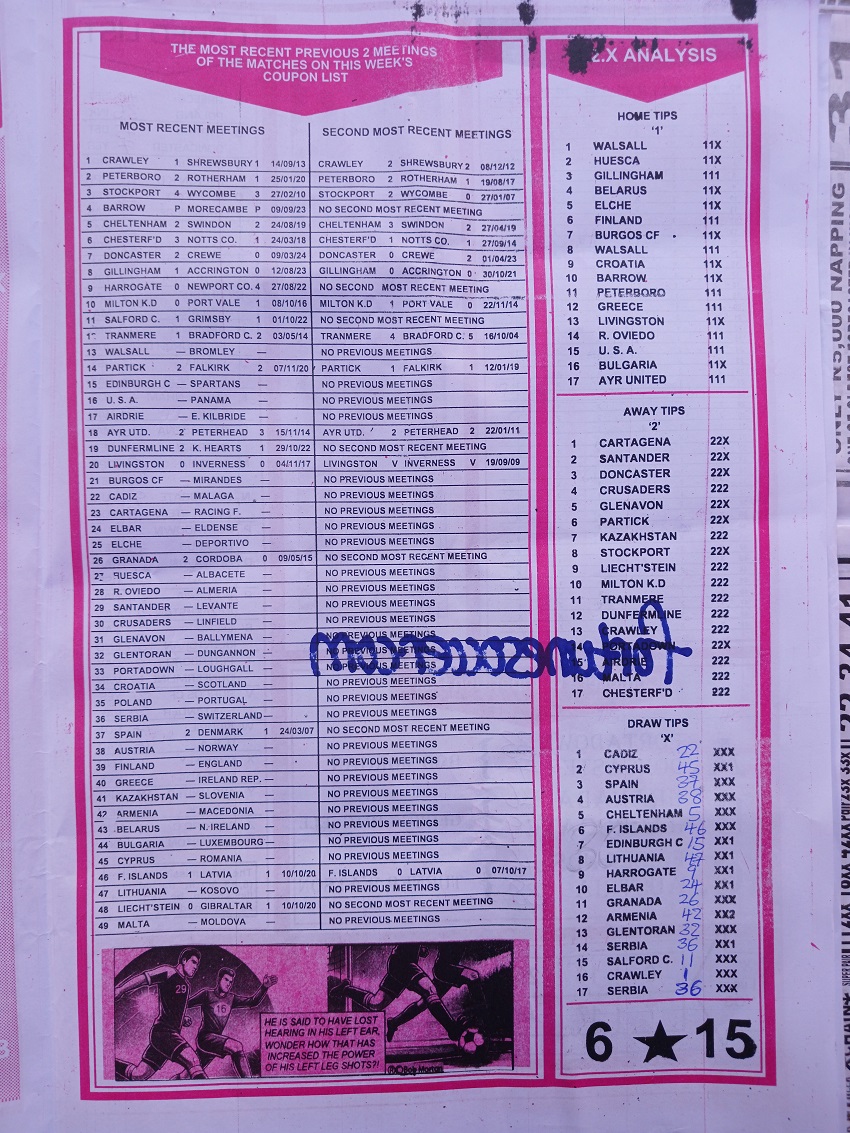 THE MOST RECENT PREVIOUS 2 MEETINGS
OF THE MATCHES ON THIS WEEK'S
COUPON LIST
MOST RECENT MEETINGS SECOND MOST RECENT MEETINGS
1 CRAWLEY 1 SHREWSBURY 1 14/09/13 CRAWLEY 2 SHREWSBURY 2 08/12/12
2 PETERBORO 2 ROTHERHAM 1 25/01/20 PETERBORO 2 ROTHERHAM 1 19/08/17
3 STOCKPORT 4 WYCOMBE 3 27/02/10 STOCKPORT 2 WYCOMBE 0 27/01/07
4 BARROW P MORECAMBE P 09/09/23 NO SECOND MOST RECENT MEETING
5 CHELTENHAM 2 SWINDON 2 24/08/19 CHELTENHAM 3 SWINDON 2 27/04/19
6 CHESTERF'D 3 NOTTS CO. 1 24/03/18 CHESTERF'D 1 NOTTS CO. 1 27/09/14
7 DONCASTER 2 CREWE 0 09/03/24 DONCASTER 0 CREWE 2 01/04/23
8 GILLINGHAM 1 ACCRINGTON 0 12/08/23 GILLINGHAM 0 ACCRINGTON 0 30/10/21
9 HARROGATE 0 NEWPORT CO. 4 27/08/22 NO SECOND MOST RECENT MEETING
10 MILTON K.D 0 PORT VALE 1 08/10/16 MILTON K.D 1 PORT VALE 0 22/11/14
11 SALFORD C. 1 GRIMSBY 1 01/10/22 NO SECOND MOST RECENT MEETING
TRANMERE 1 BRADFORD C. 2 03/05/14 TRANMERE 4 BRADFORD C. 5 16/10/04
13 WALSALL — BROMLEY — NO PREVIOUS MEETINGS
14 PARTICK 2 FALKIRK 2 07/11/20 PARTICK 1 FALKIRK 1 12/01/19
15 EDINBURGH C — SPARTANS — NO PREVIOUS MEETINGS
16 U. S. A. — PANAMA — NO PREVIOUS MEETINGS
17 AIRDRIE — E. KILBRIDE — NO PREVIOUS MEETINGS
18 AYR UTD. 2 PETERHEAD 3 15/11/14 AYR UTD. 2 PETERHEAD 2 22/01/11
19 DUNFERMLINE 2 K. HEARTS 1 29/10/22 NO SECOND MOST RECENT MEETING
20 LIVINGSTON 0 INVERNESS 0 04/11/17 LIVINGSTON V INVERNESS V 19/09/09
21 BURGOS CF — MIRANDES — NO PREVIOUS MEETINGS
22 CADIZ — MALAGA — NO PREVIOUS MEETINGS
23 CARTAGENA — RACING F. — NO PREVIOUS MEETINGS
24 ELBAR — ELDENSE — NO PREVIOUS MEETINGS
25 ELCHE — DEPORTIVO — NO PREVIOUS MEETINGS
26 GRANADA 2 CORDOBA 0 09/05/15 NO SECOND MOST RECENT MEETING
27 HUESCA — ALBACETE — NO PREVIOUS MEETINGS
28 R. OVIEDO — ALMERIA — NO PREVIOUS MEETINGS
29 SANTANDER — LEVANTE — NO PREVIOUS MEETINGS
30 CRUSADERS — LINFIELD — NO PREVIOUS MEETINGS
31 GLENAVON — BALLYMENA — NO PREVIOUS MEETINGS
32 GLENTORAN — DUNGANNON — NO PREVIOUS MEETINGS
33 PORTADOWN — LOUGHGALL — NO PREVIOUS MEETINGS
34 CROATIA — SCOTLAND — NO PREVIOUS MEETINGS
35 POLAND — PORTUGAL — NO PREVIOUS MEETINGS
36 SERBIA — SWITZERLAND — NO PREVIOUS MEETINGS
37 SPAIN 2 DENMARK 1 24/03/07 NO SECOND MOST RECENT MEETING
38 AUSTRIA — NORWAY — NO PREVIOUS MEETINGS
39 FINLAND — ENGLAND — NO PREVIOUS MEETINGS
40 GREECE — IRELAND REP. — NO PREVIOUS MEETINGS
41 KAZAKHSTAN — SLOVENIA — NO PREVIOUS MEETINGS
42 ARMENIA — MACEDONIA — NO PREVIOUS MEETINGS
43 BELARUS — N. IRELAND — NO PREVIOUS MEETINGS
44 BULGARIA — LUXEMBOURG — NO PREVIOUS MEETINGS
45 CYPRUS — ROMANIA — NO PREVIOUS MEETINGS
46 F. ISLANDS 1 LATVIA 1 10/10/20 F. ISLANDS 0 LATVIA 0 07/10/17
47 LITHUANIA — KOSOVO — NO PREVIOUS MEETINGS
48 LIECHT'STEIN 0 GIBRALTAR 1 10/10/20 NO SECOND MOST RECENT MEETING
49 MALTA — MOLDOVA — NO PREVIOUS MEETINGS
29
16
HE IS SAID TO HAVE LOST
HEARING IN HIS LEFT EAR,
WONDER HOW THAT HAS
INCREASED THE POWER
OF HIS LEFT LEG SHOTS?!
.X ANALYSIS
HOME TIPS
'1'
1 WALSALL 11X
2 HUESCA 11X
3 GILLINGHAM 111
4 BELARUS 11X
5 ELCHE 11X
6 FINLAND 111
7 BURGOS CF 11X
8 WALSALL 111
9 CROATIA 11X
10 BARROW 11X
11 PETERBORO 111
12 GREECE 111
13 LIVINGSTON 11X
14 R. OVIEDO 111
15 U. S. A. 111
16 BULGARIA 11X
17 AYR UNITED 111
AWAY TIPS
'2'
1 CARTAGENA 22X
2 SANTANDER 22X
3 DONCASTER 22X
4 CRUSADERS 222
5 GLENAVON 22X
6 PARTICK 22X
7 KAZAKHSTAN 222
8 STOCKPORT 22X
9 LIECHT'STEIN 222
10 MILTON K.D 222
11 TRANMERE 222
12 DUNFERMLINE 222
13 CRAWLEY 222
14 PORTADOWN 22X
15 AIRDRIE 222
16 MALTA 222
17 CHESTERF'D 222
DRAW TIPS
'X'
1 CADIZ 22 XXX
2 CYPRUS 45 XX1
3 SPAIN 37 XXX
4 AUSTRIA 38 XXX
5 CHELTENHAM 5 XXX
6 F. ISLANDS 46 XXX
7 EDINBURGH C 15 XX1
8 LITHUANIA 47 XX1
9 HARROGATE 9 XXX
10 ELBAR 24 XX1
11 GRANADA 26 XXX
12 ARMENIA 42 XX2
13 GLENTORAN 32 XXX
14 SERBIA 36 XX1
15 SALFORD C. 11 XXX
16 CRAWLEY 1 XXX
17 SERBIA 36 XXX
6 ★ 15